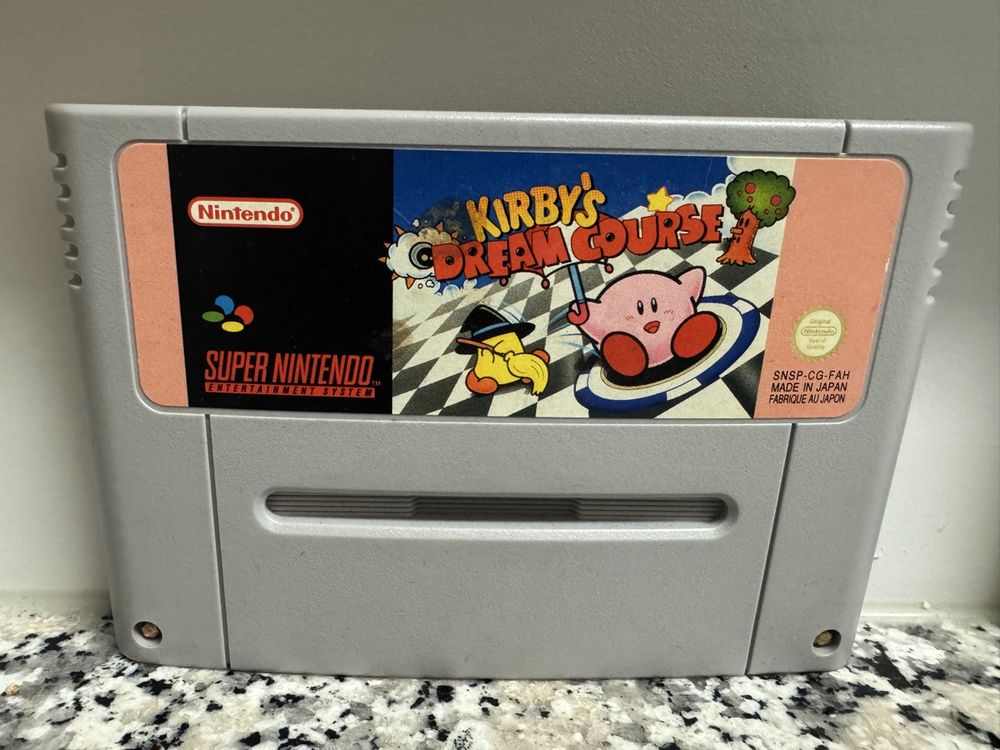 Nintendo®
KIRBY'S
DREAM COURSE
SUPER NINTENDO™
ENTERTAINMENT SYSTEM
Original
Nintendo
Seal of
Quality
SNSP-CG-FAH
MADE IN JAPAN
FABRIQUE AU JAPON